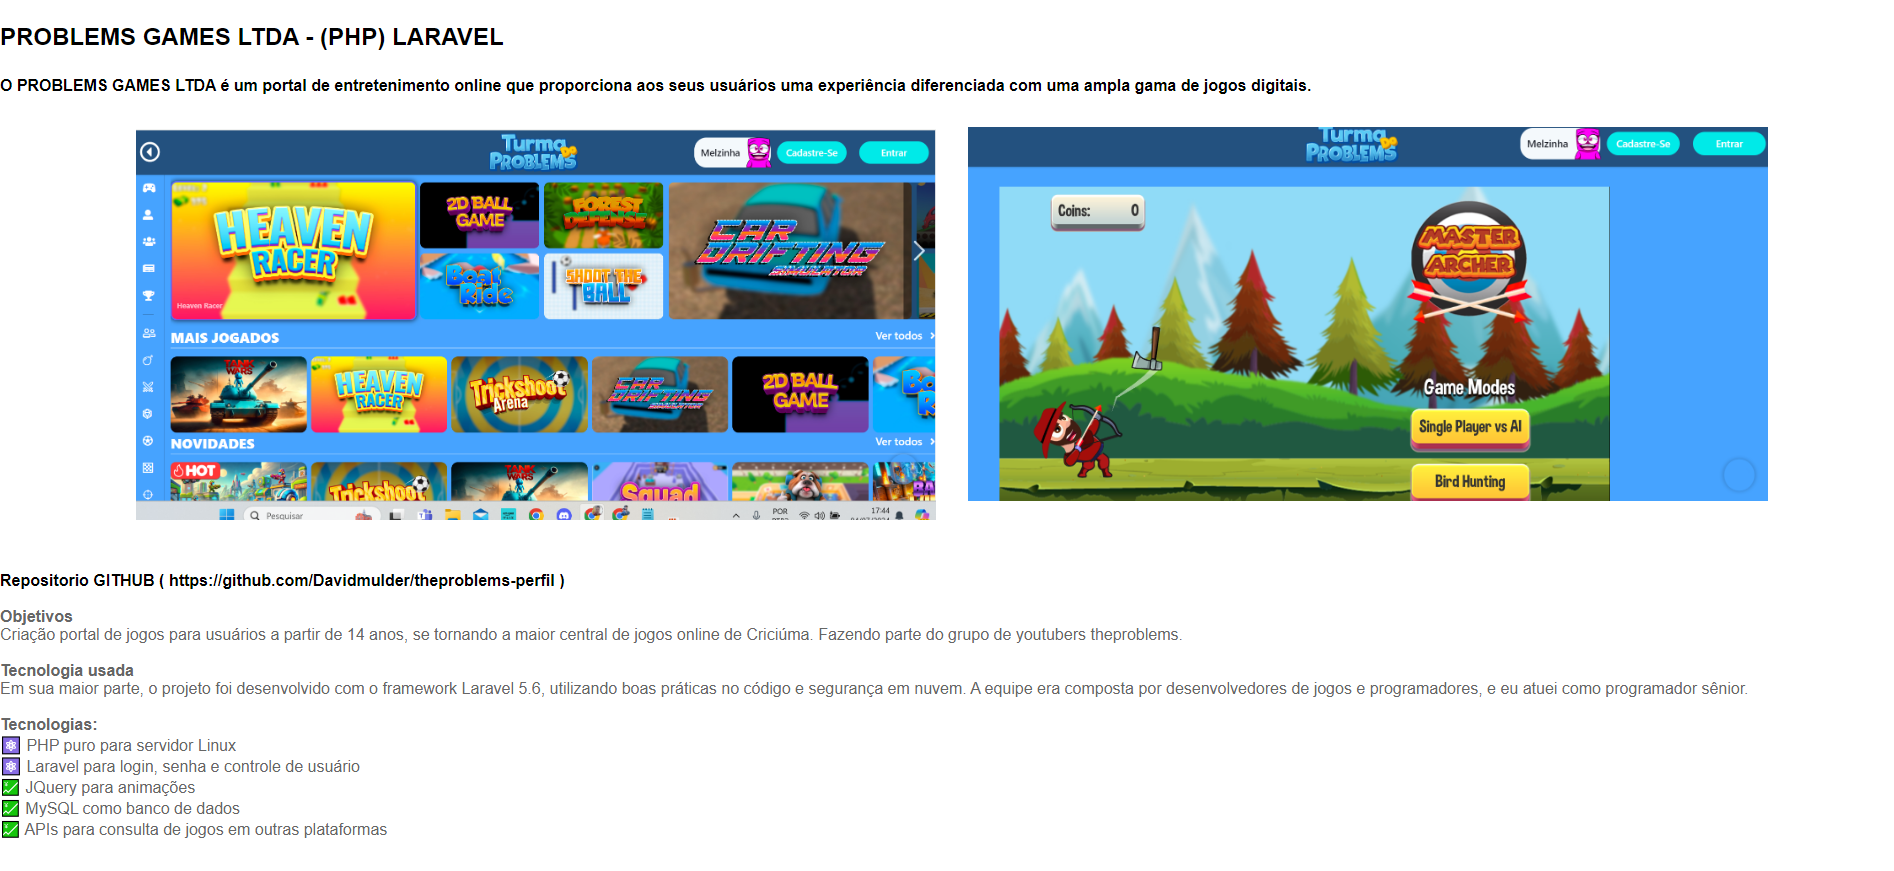 PROBLEMS GAMES LTDA - (PHP) LARAVEL
O PROBLEMS GAMES LTDA é um portal de entretenimento online que proporciona aos seus usuários uma experiência diferenciada com uma ampla gama de jogos digitais.
Turma do PROBLEMS
Melzinha
Cadastre-Se
Entrar
HEAVEN RACER
Heaven Racer
2D BALL GAME
FOREST DEFENSE
Boat Ride
SHOOT THE BALL
CAR DRIFTING SIMULATOR
MAIS JOGADOS
Ver todos
TANK WARS
HEAVEN RACER
Trickshoot Arena
CAR DRIFTING SIMULATOR
2D BALL GAME
NOVIDADES
Ver todos
HOT
Trickshoot
TANK WARS
Squad
Pesquisar
POR
17:44
Turma PROBLEMS
Melzinha
Cadastre-Se
Entrar
Coins: 0
MASTER ARCHER
Game Modes
Single Player vs AI
Bird Hunting
Repositorio GITHUB ( https://github.com/Davidmulder/theproblems-perfil )
Objetivos
Criação portal de jogos para usuários a partir de 14 anos, se tornando a maior central de jogos online de Criciúma. Fazendo parte do grupo de youtubers theproblems.
Tecnologia usada
Em sua maior parte, o projeto foi desenvolvido com o framework Laravel 5.6, utilizando boas práticas no código e segurança em nuvem. A equipe era composta por desenvolvedores de jogos e programadores, e eu atuei como programador sênior.
Tecnologias:
PHP puro para servidor Linux
Laravel para login, senha e controle de usuário
JQuery para animações
MySQL como banco de dados
APIs para consulta de jogos em outras plataformas